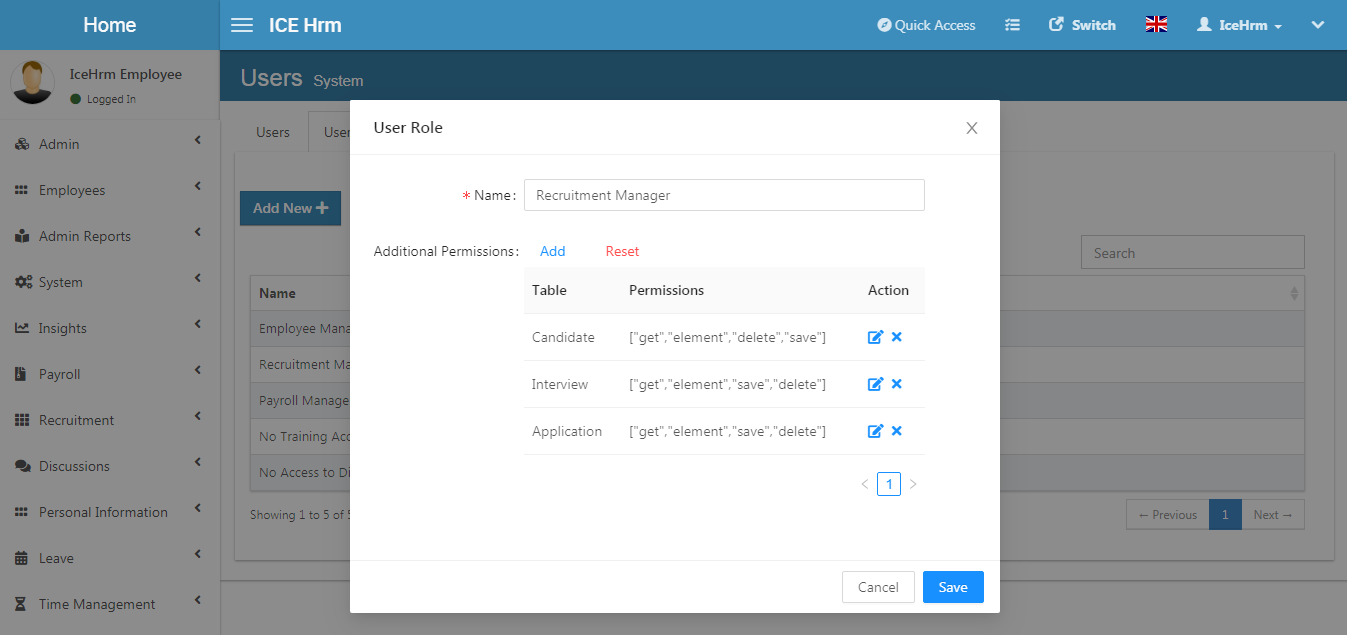 Home
ICE Hrm
Quick Access
Switch
IceHrm
IceHrm Employee
Logged In
Users System
Admin
Employees
Admin Reports
System
Insights
Payroll
Recruitment
Discussions
Personal Information
Leave
Time Management
Users
User
Add New
Search
Name
Employee Mana
Recruitment Ma
Payroll Manage
No Training Acc
No Access to Di
Showing 1 to 5 of 5
← Previous 1 Next →
User Role
* Name:
Recruitment Manager
Additional Permissions: Add Reset
Table Permissions Action
Candidate ["get","element","delete","save"]
Interview ["get","element","save","delete"]
Application ["get","element","save","delete"]
< 1 >
Cancel Save